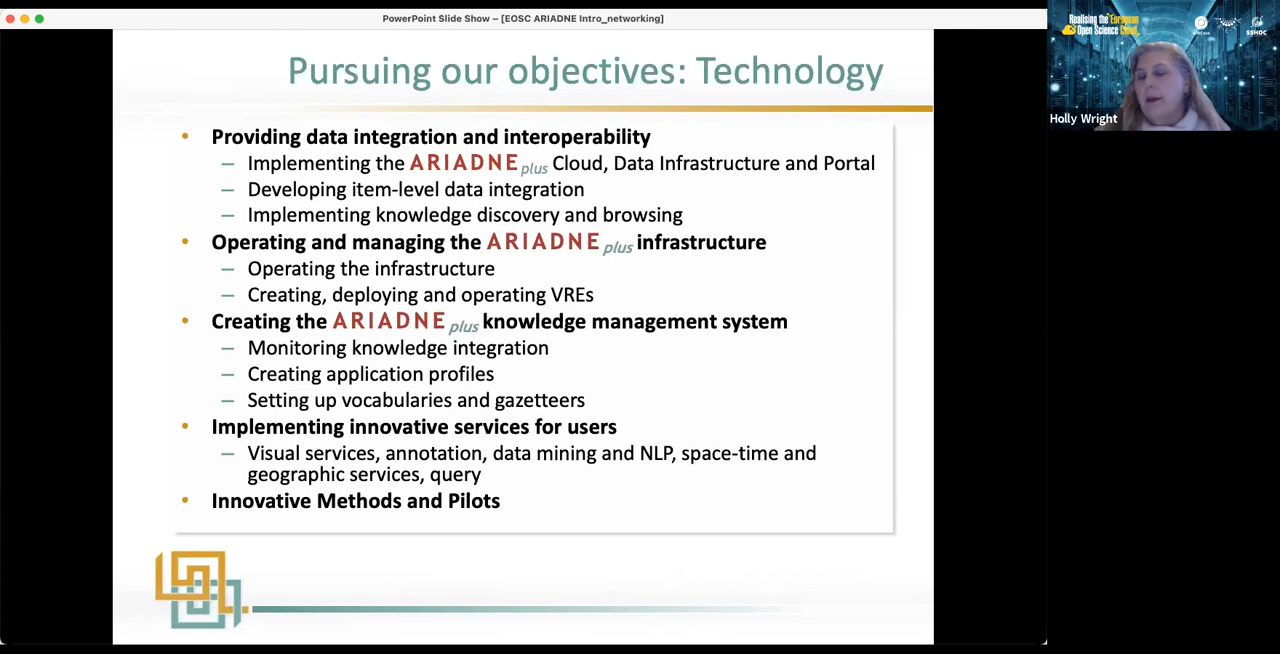 PowerPoint Slide Show – [EOSC ARIADNE Intro_networking]
Pursuing our objectives: Technology
• Providing data integration and interoperability
– Implementing the ARIADNE plus Cloud, Data Infrastructure and Portal
– Developing item-level data integration
– Implementing knowledge discovery and browsing
• Operating and managing the ARIADNE plus infrastructure
– Operating the infrastructure
– Creating, deploying and operating VREs
• Creating the ARIADNE plus knowledge management system
– Monitoring knowledge integration
– Creating application profiles
– Setting up vocabularies and gazetteers
• Implementing innovative services for users
– Visual services, annotation, data mining and NLP, space-time and
geographic services, query
• Innovative Methods and Pilots
Realising the European
Open Science Cloud
SSHOC
Holly Wright